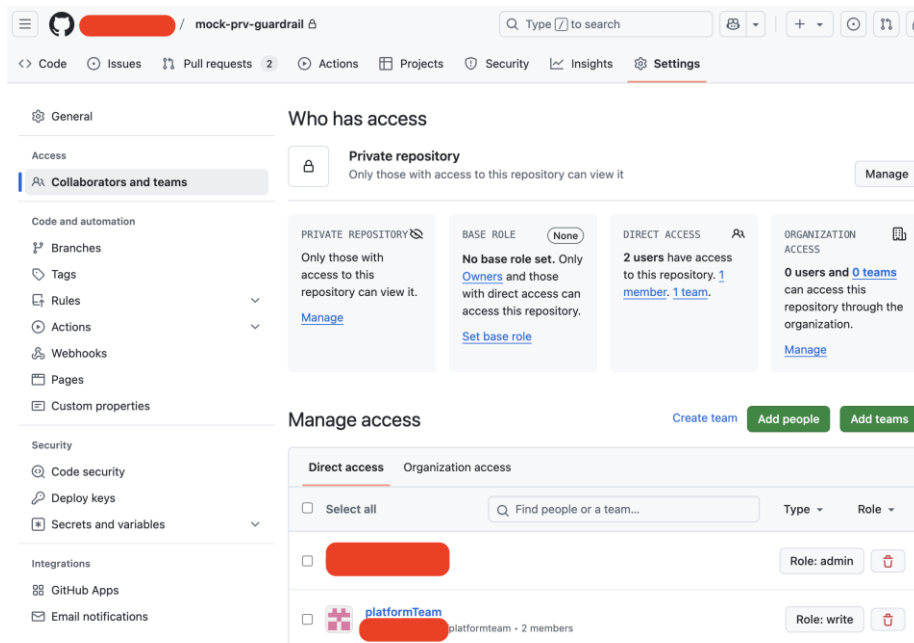 / mock-prv-guardrail
Type / to search
Code
Issues
Pull requests 2
Actions
Projects
Security
Insights
Settings
General
Access
Collaborators and teams
Code and automation
Branches
Tags
Rules
Actions
Webhooks
Pages
Custom properties
Security
Code security
Deploy keys
Secrets and variables
Integrations
GitHub Apps
Email notifications
Who has access
Private repository
Only those with access to this repository can view it
Manage
PRIVATE REPOSITORY
Only those with
access to this
repository can view it.
Manage
BASE ROLE None
No base role set. Only
Owners and those
with direct access can
access this repository.
Set base role
DIRECT ACCESS
2 users have access
to this repository. 1
member. 1 team.
ORGANIZATION
ACCESS
0 users and 0 teams
can access this
repository through the
organization.
Manage
Manage access
Create team
Add people
Add teams
Direct access
Organization access
Select all
Find people or a team...
Type
Role
Role: admin
platformTeam
platformteam • 2 members
Role: write